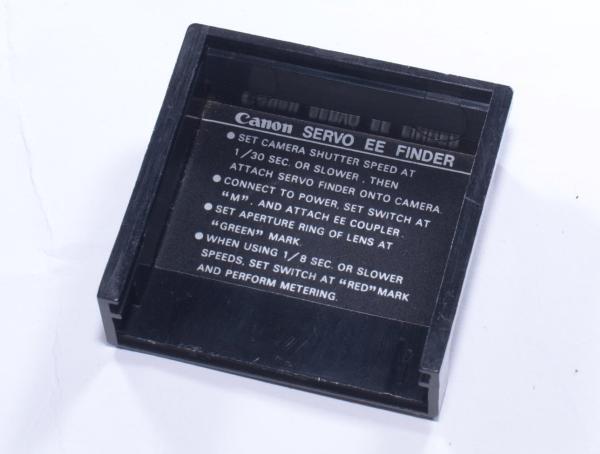 Canon SERVO EE FINDER
● SET CAMERA SHUTTER SPEED AT
1/30 SEC. OR SLOWER, THEN
ATTACH SERVO FINDER ONTO CAMERA.
● CONNECT TO POWER, SET SWITCH AT
"M", AND ATTACH EE COUPLER.
● SET APERTURE RING OF LENS AT
"GREEN" MARK.
● WHEN USING 1/8 SEC. OR SLOWER
SPEEDS, SET SWITCH AT "RED" MARK
AND PERFORM METERING.